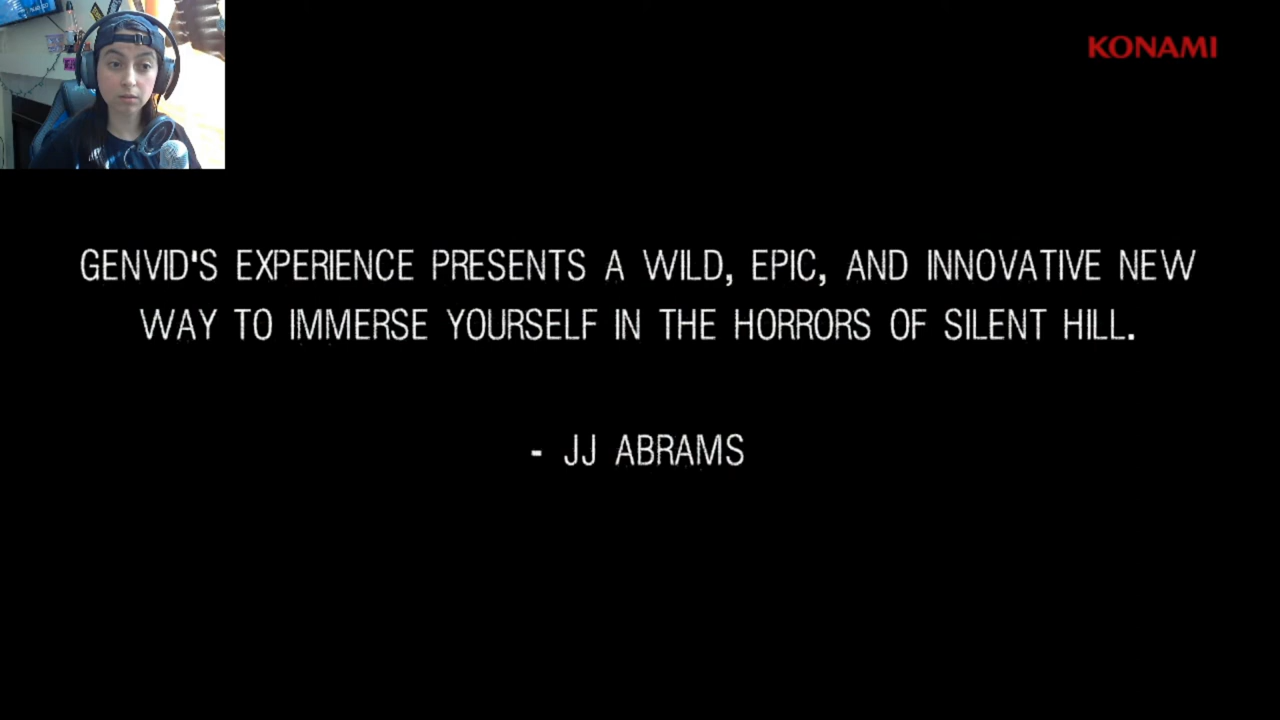 KONAMI
GENVID'S EXPERIENCE PRESENTS A WILD, EPIC, AND INNOVATIVE NEW
WAY TO IMMERSE YOURSELF IN THE HORRORS OF SILENT HILL.
- JJ ABRAMS